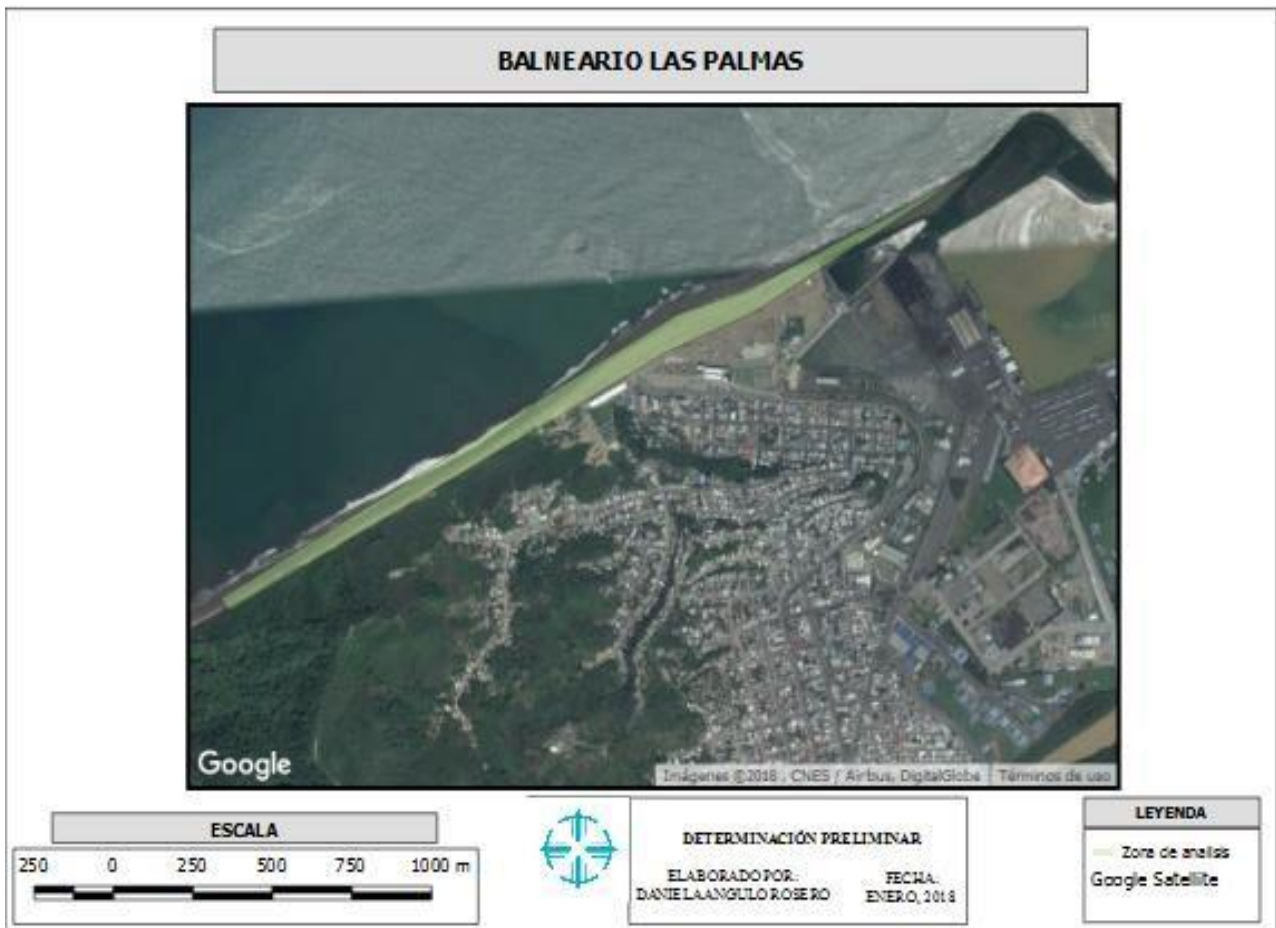 BALNEARIO LAS PALMAS
Google
Imágenes ©2018 , CNES / Airbus, DigitalGlobe
Términos de uso
ESCALA
250 0 250 500 750 1000 m
DETERMINACIÓN PRELIMINAR
ELABORADO POR:
DANIELA ANGULO ROSERO
FECHA:
ENERO, 2018
LEYENDA
Zona de analisis
Google Satellite